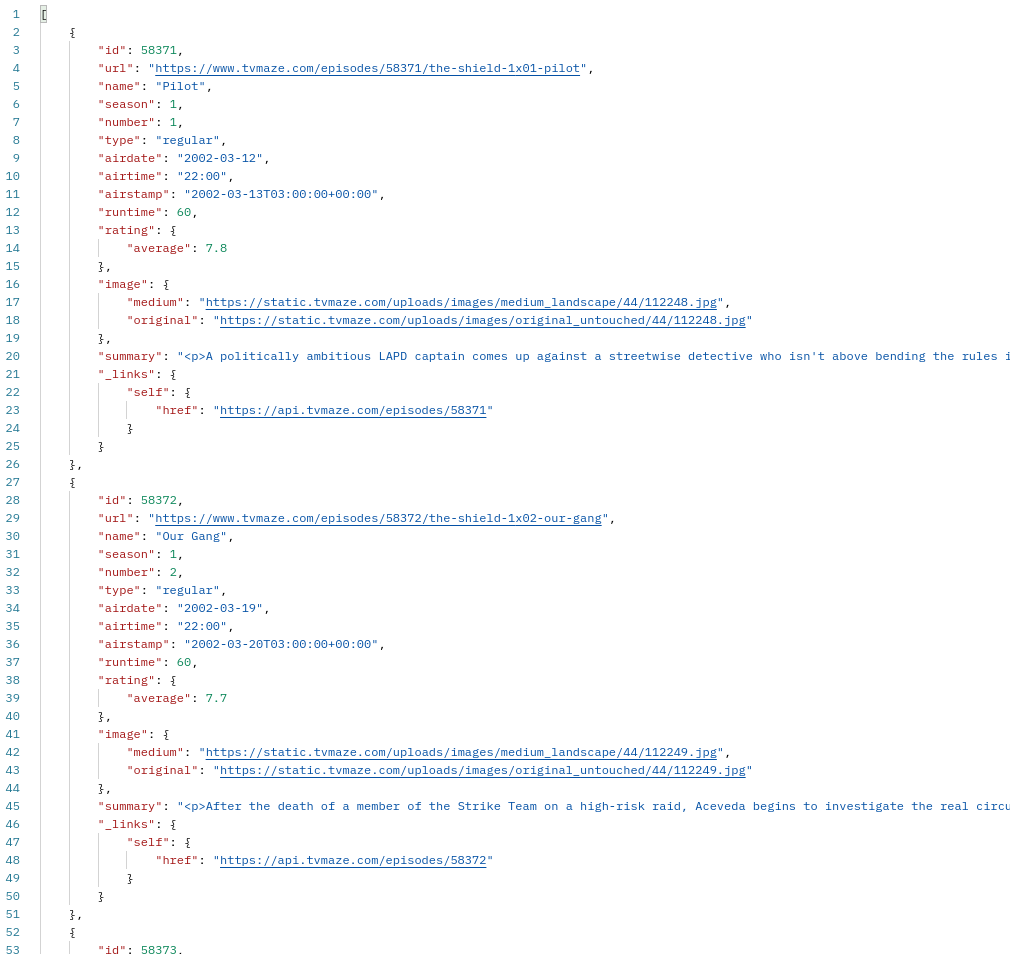 1 [
2 {
3 "id": 58371,
4 "url": "https://www.tvmaze.com/episodes/58371/the-shield-1x01-pilot",
5 "name": "Pilot",
6 "season": 1,
7 "number": 1,
8 "type": "regular",
9 "airdate": "2002-03-12",
10 "airtime": "22:00",
11 "airstamp": "2002-03-13T03:00:00+00:00",
12 "runtime": 60,
13 "rating": {
14 "average": 7.8
15 },
16 "image": {
17 "medium": "https://static.tvmaze.com/uploads/images/medium_landscape/44/112248.jpg",
18 "original": "https://static.tvmaze.com/uploads/images/original_untouched/44/112248.jpg"
19 },
20 "summary": "<p>A politically ambitious LAPD captain comes up against a streetwise detective who isn't above bending the rules i
21 "_links": {
22 "self": {
23 "href": "https://api.tvmaze.com/episodes/58371"
24 }
25 }
26 },
27 {
28 "id": 58372,
29 "url": "https://www.tvmaze.com/episodes/58372/the-shield-1x02-our-gang",
30 "name": "Our Gang",
31 "season": 1,
32 "number": 2,
33 "type": "regular",
34 "airdate": "2002-03-19",
35 "airtime": "22:00",
36 "airstamp": "2002-03-20T03:00:00+00:00",
37 "runtime": 60,
38 "rating": {
39 "average": 7.7
40 },
41 "image": {
42 "medium": "https://static.tvmaze.com/uploads/images/medium_landscape/44/112249.jpg",
43 "original": "https://static.tvmaze.com/uploads/images/original_untouched/44/112249.jpg"
44 },
45 "summary": "<p>After the death of a member of the Strike Team on a high-risk raid, Aceveda begins to investigate the real circu
46 "_links": {
47 "self": {
48 "href": "https://api.tvmaze.com/episodes/58372"
49 }
50 }
51 },
52 {
53 "id": 58373,